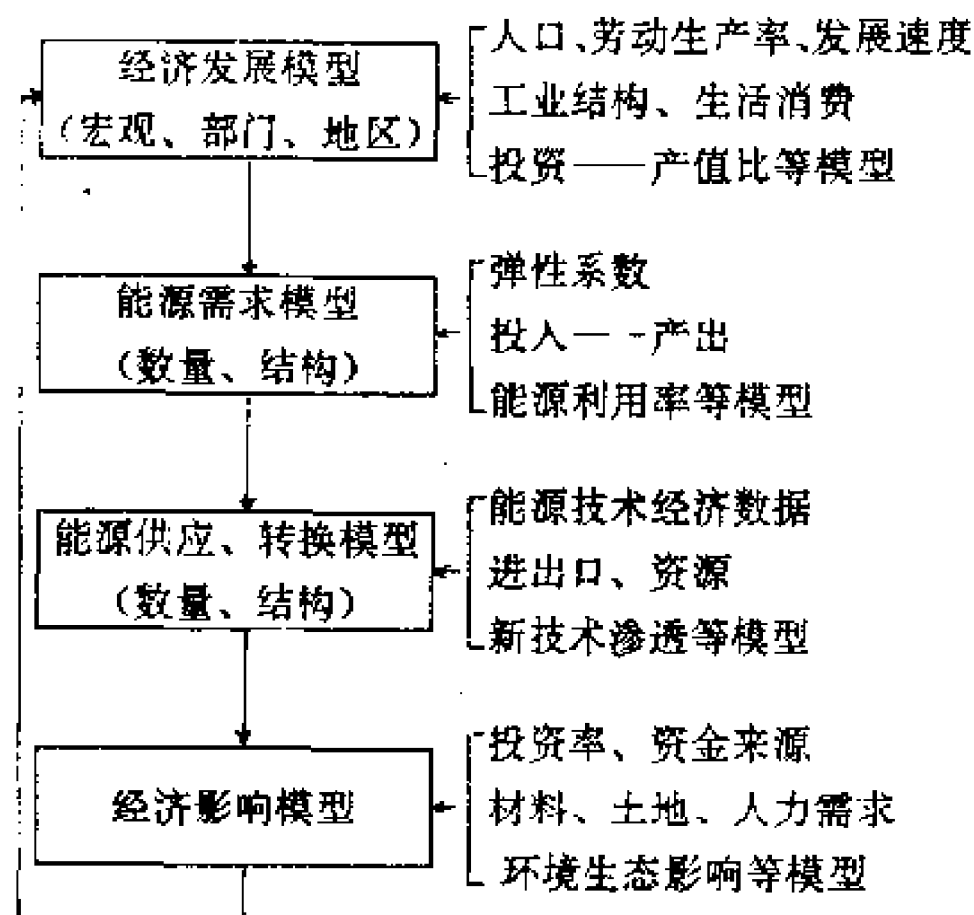 经济发展模型
(宏观、部门、地区)
人口、劳动生产率、发展速度
工业结构、生活消费
投资——产值比等模型
能源需求模型
(数量、结构)
弹性系数
投入—-产出
能源利用率等模型
能源供应、转换模型
(数量、结构)
能源技术经济数据
进出口、资源
新技术渗透等模型
经济影响模型
投资率、资金来源
材料、土地、人力需求
环境生态影响等模型